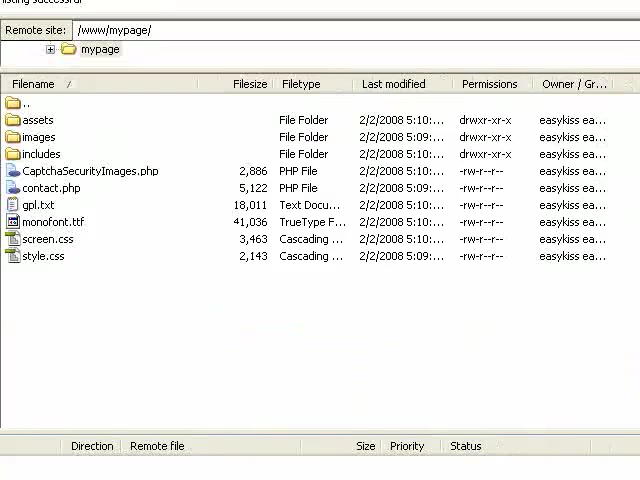 listing successful
Remote site: /www/mypage/
mypage
Filename / Filesize Filetype Last modified Permissions Owner / Gr...
..
assets File Folder 2/2/2008 5:10:... drwxr-xr-x easykiss ea...
images File Folder 2/2/2008 5:09:... drwxr-xr-x easykiss ea...
includes File Folder 2/2/2008 5:10:... drwxr-xr-x easykiss ea...
CaptchaSecurityImages.php 2,886 PHP File 2/2/2008 5:10:... -rw-r--r-- easykiss ea...
contact.php 5,122 PHP File 2/2/2008 5:09:... -rw-r--r-- easykiss ea...
gpl.txt 18,011 Text Docu... 2/2/2008 5:10:... -rw-r--r-- easykiss ea...
monofont.ttf 41,036 TrueType F... 2/2/2008 5:10:... -rw-r--r-- easykiss ea...
screen.css 3,463 Cascading ... 2/2/2008 5:10:... -rw-r--r-- easykiss ea...
style.css 2,143 Cascading ... 2/2/2008 5:09:... -rw-r--r-- easykiss ea...
Direction Remote file Size Priority Status